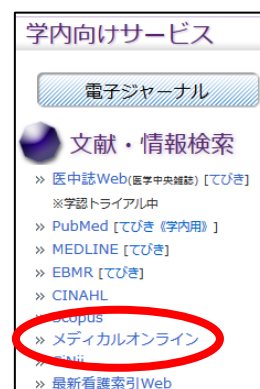 学内向けサービス
電子ジャーナル
文献・情報検索
» 医中誌Web(医学中央雑誌) [てびき]
※学認トライアル中
» PubMed [てびき《学内用》]
» MEDLINE [てびき]
» EBMR [てびき]
» CINAHL
» Scopus
» メディカルオンライン
» CiNii
» 最新看護索引Web